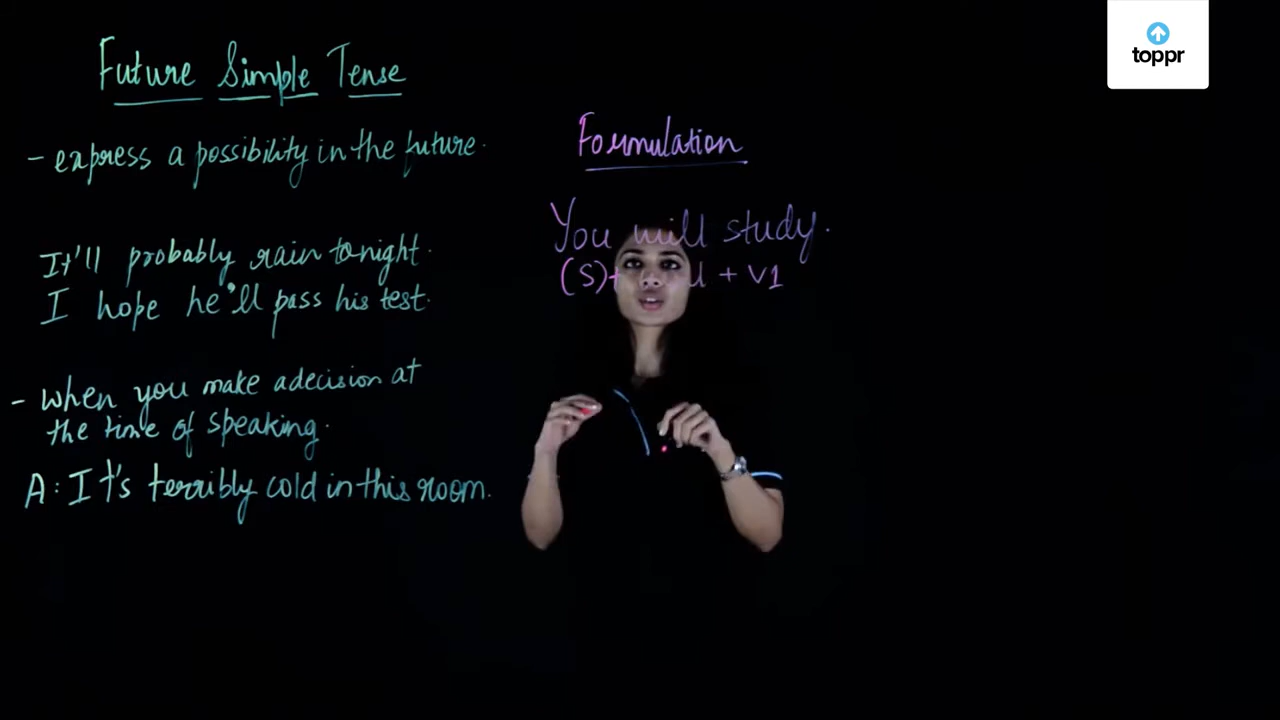 Future Simple Tense
- express a possibility in the future.
It'll probably rain tonight.
I hope he'll pass his test.
- when you make a decision at
the time of speaking.
A: It's terribly cold in this room.
Formulation
You will study.
(S)+ + V1
toppr